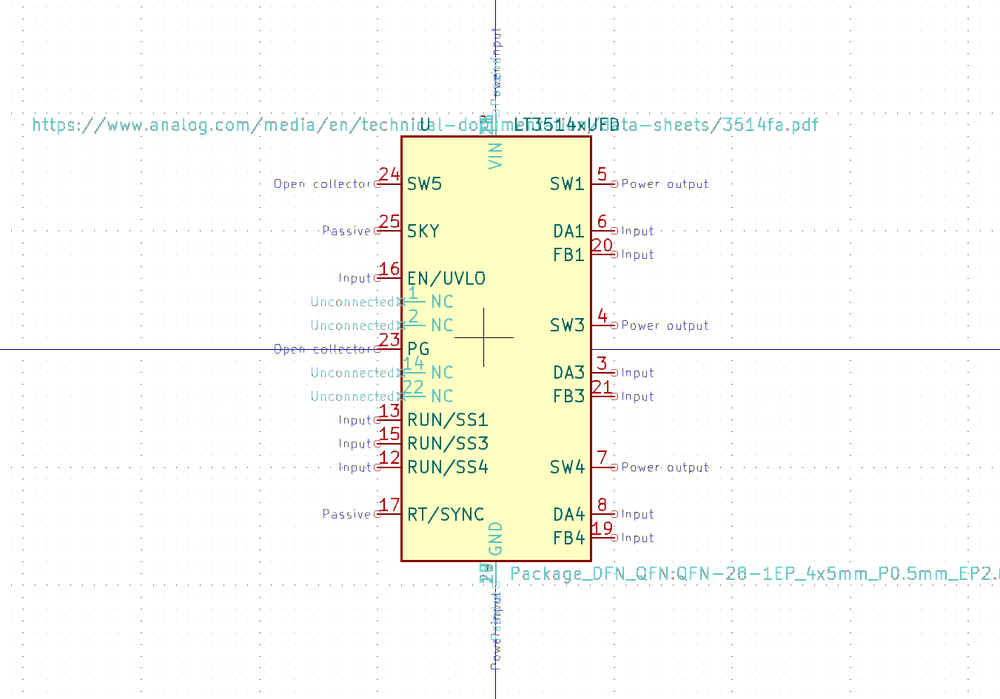 Power input
https://www.analog.com/media/en/technical-documentation/data-sheets/3514fa.pdf
U
LT3514xUFD
VIN
Open collector 24 SW5
SW1 5 Power output
Passive 25 SKY
DA1 6 Input
FB1 20 Input
Input 16 EN/UVLO
Unconnected 1 NC
Unconnected 2 NC
SW3 4 Power output
Open collector 23 PG
Unconnected 14 NC
DA3 3 Input
Unconnected 22 NC
FB3 21 Input
Input 13 RUN/SS1
Input 15 RUN/SS3
Input 12 RUN/SS4
SW4 7 Power output
Passive 17 RT/SYNC
DA4 8 Input
FB4 19 Input
GND
Package_DFN_QFN:QFN-28-1EP_4x5mm_P0.5mm_EP2.
Power input